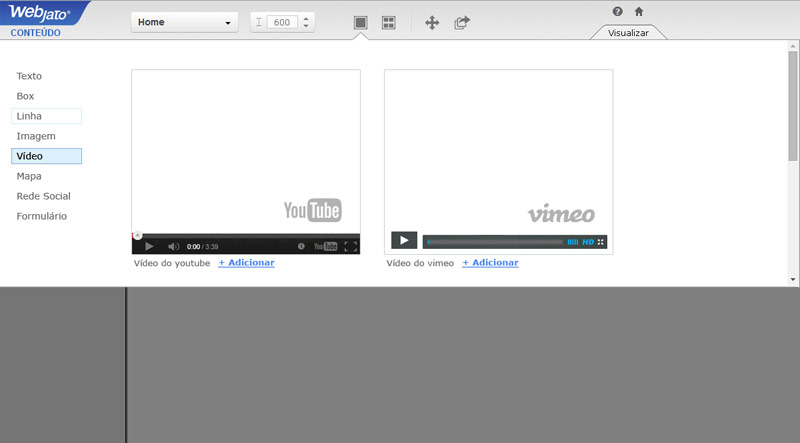 WebJato®
CONTEÚDO
Home
600
Visualizar
Texto
Box
Linha
Imagem
Vídeo
Mapa
Rede Social
Formulário
YouTube
0:00 / 3:39
YouTube
Vídeo do youtube + Adicionar
vimeo
HD
Vídeo do vimeo + Adicionar